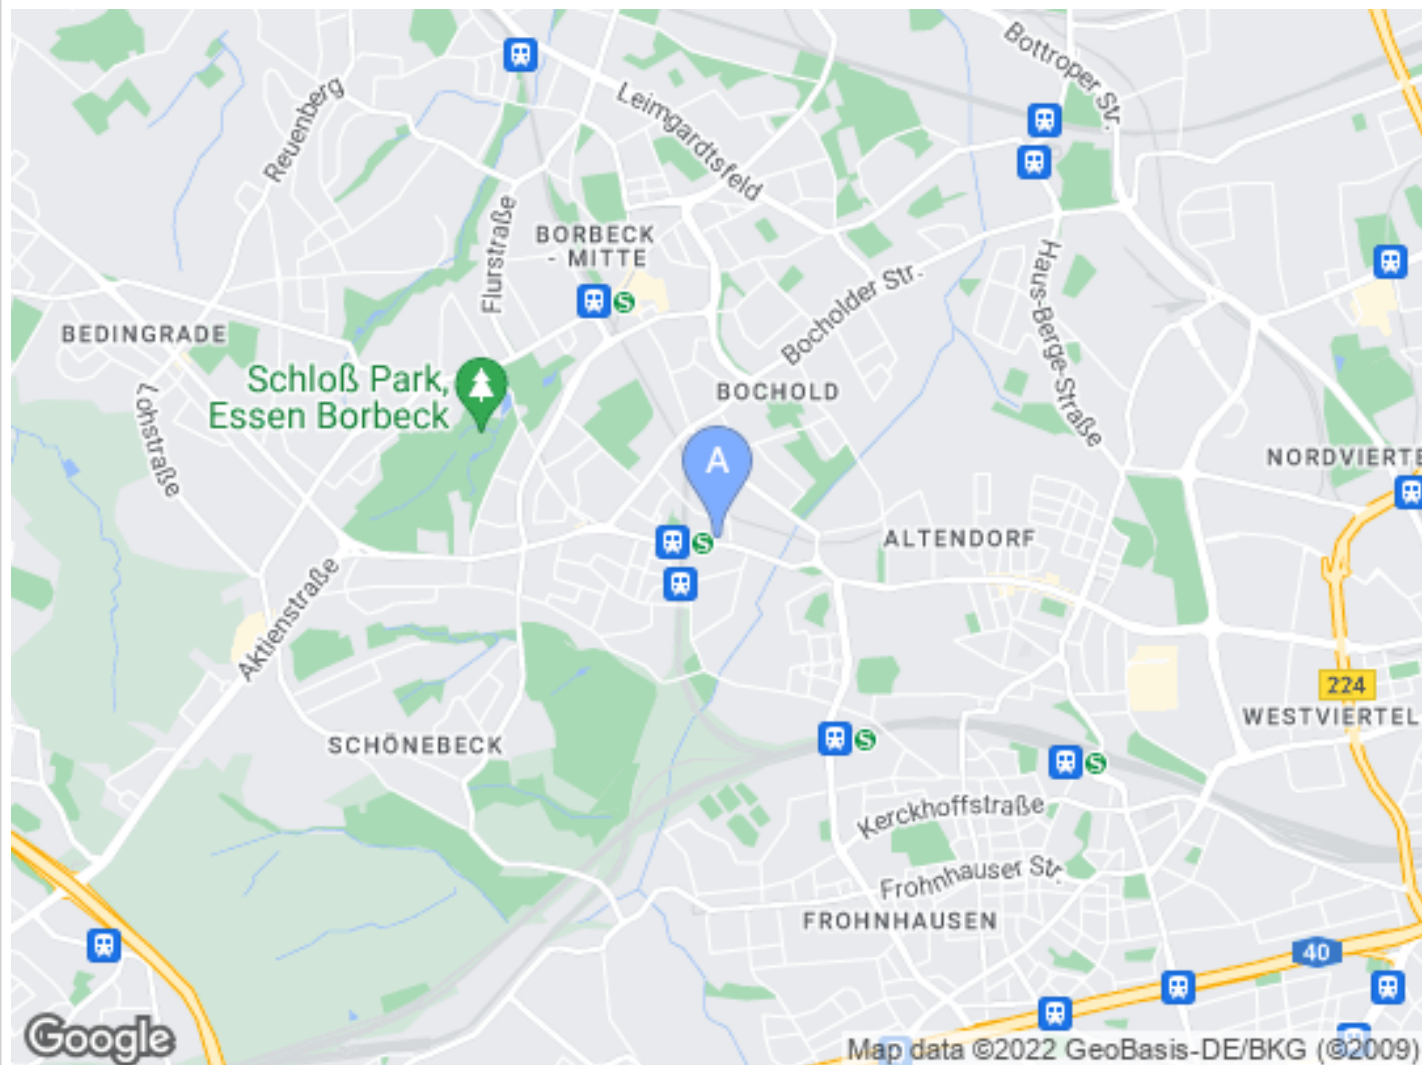 Bottroper Str.
Reuenberg
Leimgardtsfeld
Flurstraße
BORBECK
- MITTE
S
Haus-Berge-Straße
Bocholder Str.
BEDINGRADE
Schloß Park,
Essen Borbeck
BOCHOLD
A
NORDVIERTE
ALTENDORF
S
Aktienstraße
224
WESTVIERTEL
SCHÖNEBECK
S
S
Kerckhoffstraße
Frohnhauser Str.
FROHNHAUSEN
40
Google
Map data ©2022 GeoBasis-DE/BKG (©2009)